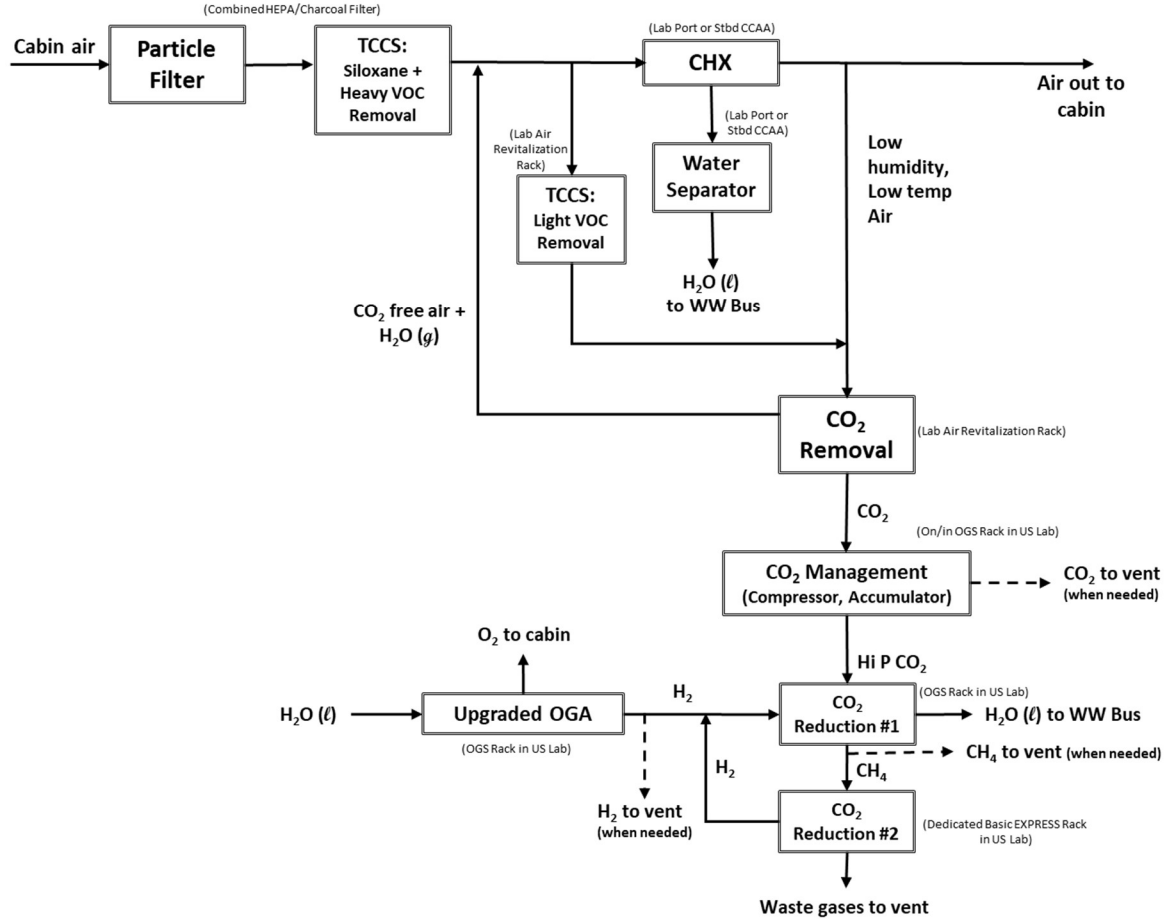 (Combined HEPA/Charcoal Filter)
Cabin air
Particle
Filter
TCCS:
Siloxane +
Heavy VOC
Removal
(Lab Port or Stbd CCAA)
CHX
Air out to
cabin
(Lab Air
Revitalization
Rack)
TCCS:
Light VOC
Removal
(Lab Port or
Stbd CCAA)
Water
Separator
H₂O (ℓ)
to WW Bus
Low
humidity,
Low temp
Air
CO₂ free air +
H₂O (ℊ)
CO₂
Removal
(Lab Air Revitalization Rack)
CO₂
(On/in OGS Rack in US Lab)
CO₂ Management
(Compressor, Accumulator)
CO₂ to vent
(when needed)
Hi P CO₂
O₂ to cabin
H₂O (ℓ)
Upgraded OGA
(OGS Rack in US Lab)
H₂
H₂ to vent
(when needed)
H₂
CO₂
Reduction #1
(OGS Rack in US Lab)
H₂O (ℓ) to WW Bus
CH₄ to vent (when needed)
CH₄
CO₂
Reduction #2
(Dedicated Basic EXPRESS Rack
in US Lab)
Waste gases to vent